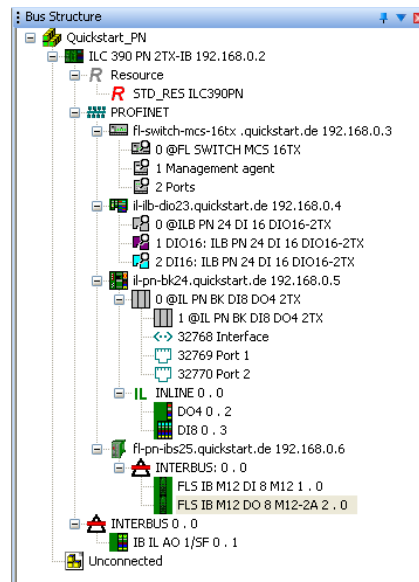 Bus Structure
Quickstart_PN
ILC 390 PN 2TX-IB 192.168.0.2
R Resource
R STD_RES ILC390PN
PROFINET
fl-switch-mcs-16tx .quickstart.de 192.168.0.3
0 @FL SWITCH MCS 16TX
1 Management agent
2 Ports
il-ilb-dio23.quickstart.de 192.168.0.4
0 @ILB PN 24 DI 16 DIO16-2TX
1 DIO16: ILB PN 24 DI 16 DIO16-2TX
2 DI16: ILB PN 24 DI 16 DIO16-2TX
il-pn-bk24.quickstart.de 192.168.0.5
0 @IL PN BK DI8 DO4 2TX
1 @IL PN BK DI8 DO4 2TX
32768 Interface
32769 Port 1
32770 Port 2
IL INLINE 0 . 0
DO4 0 . 2
DI8 0 . 3
fl-pn-ibs25.quickstart.de 192.168.0.6
INTERBUS: 0 . 0
FLS IB M12 DI 8 M12 1 . 0
FLS IB M12 DO 8 M12-2A 2 . 0
INTERBUS 0 . 0
IB IL AO 1/SF 0 . 1
Unconnected